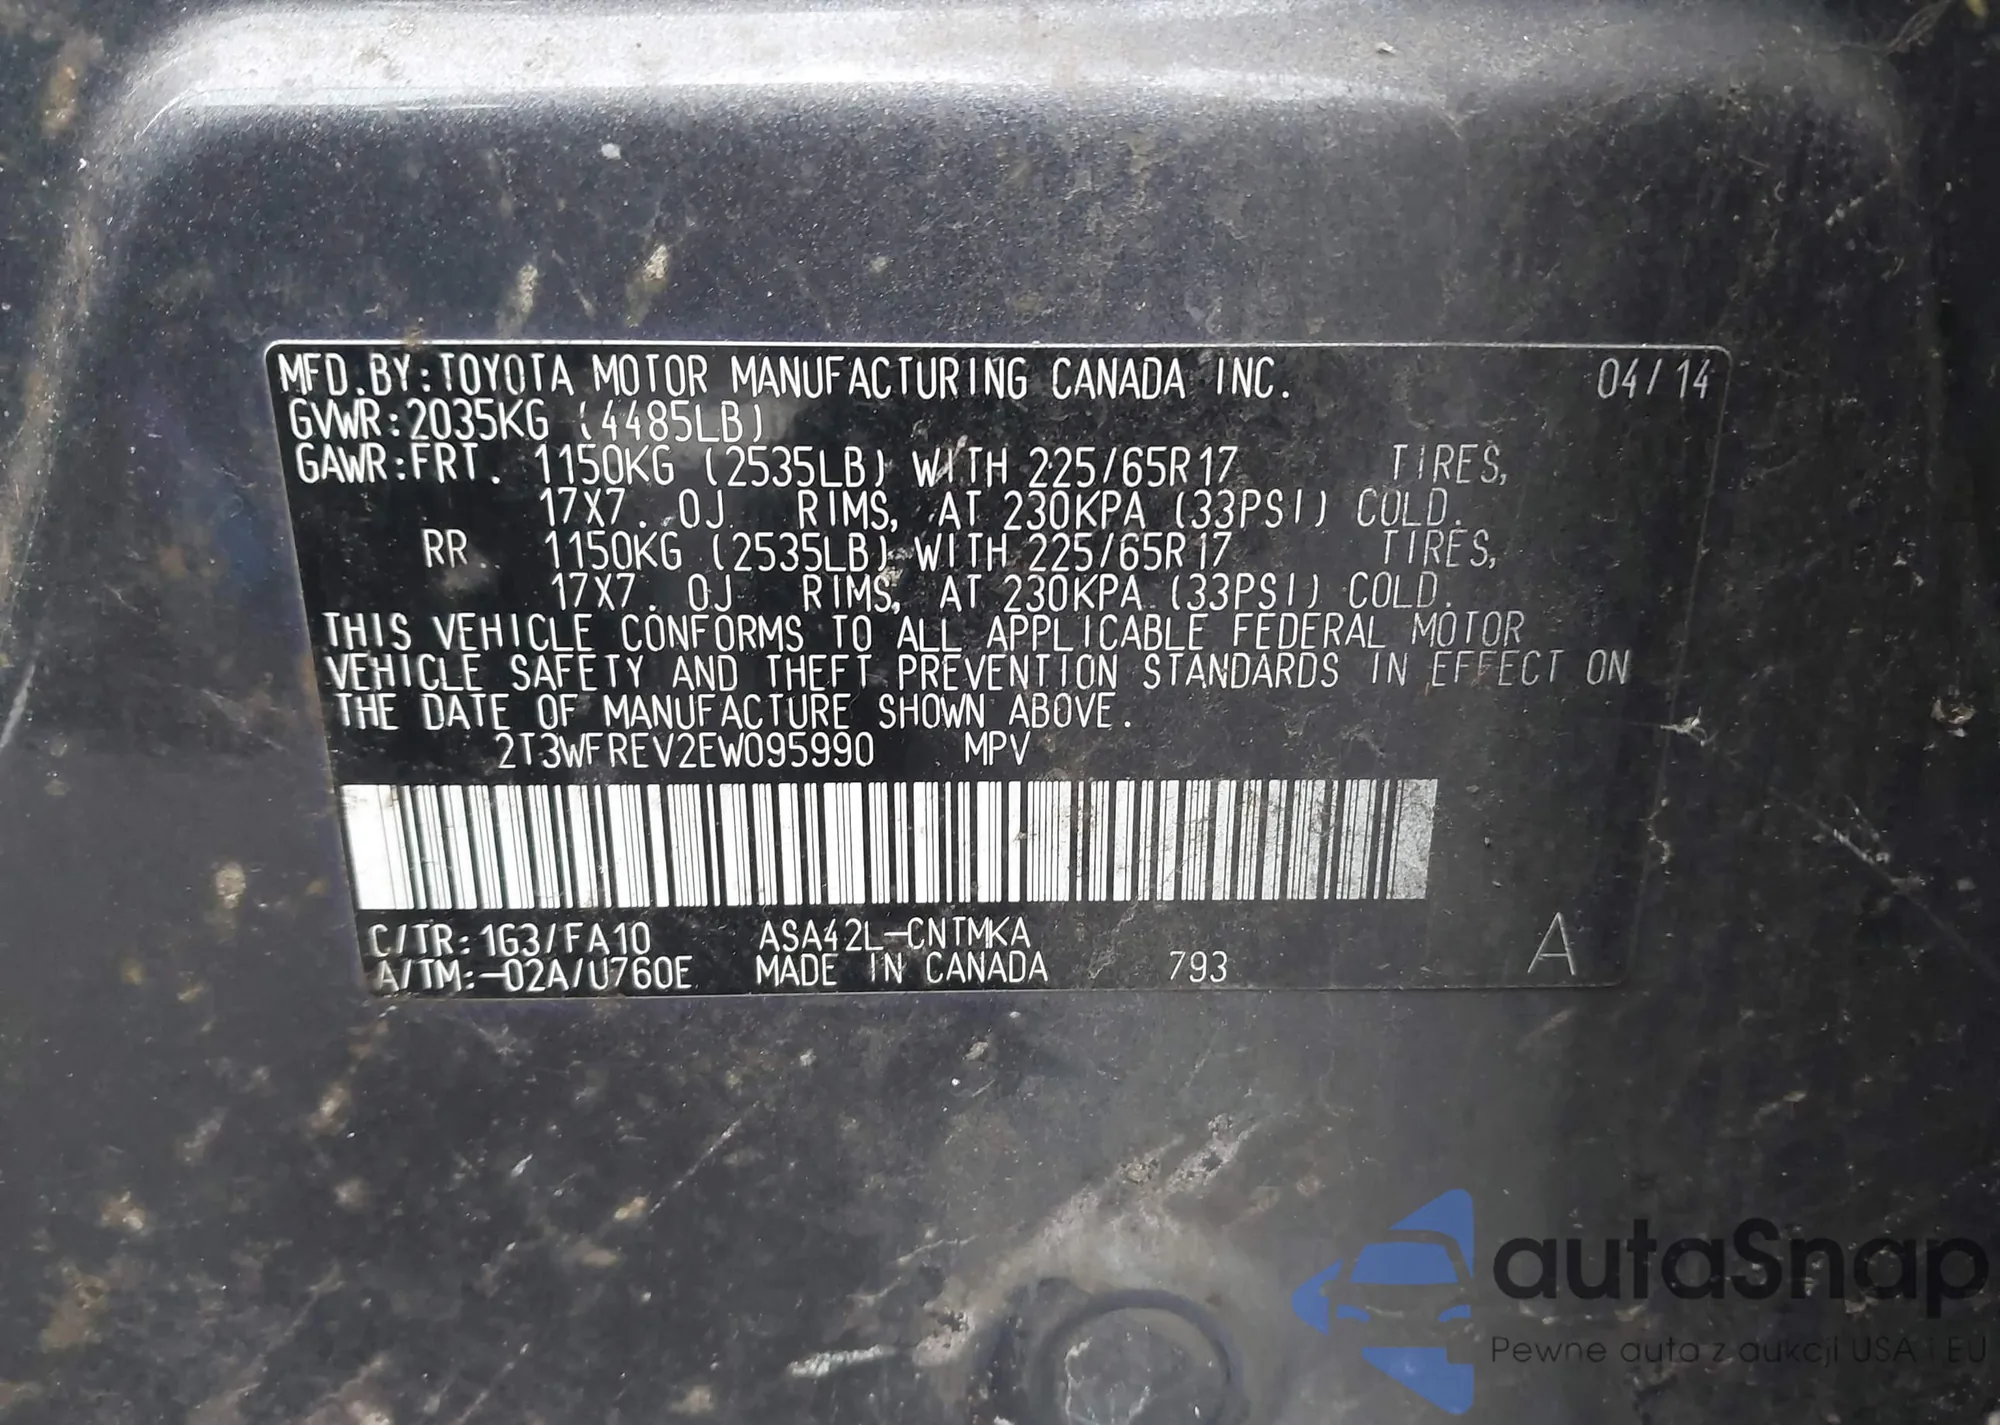 MFD.BY:TOYOTA MOTOR MANUFACTURING CANADA INC. 04/14
GVWR:2035KG (4485LB)
GAWR:FRT. 1150KG (2535LB) WITH 225/65R17 TIRES,
17X7.0J RIMS, AT 230KPA (33PSI) COLD.
RR 1150KG (2535LB) WITH 225/65R17 TIRES,
17X7.0J RIMS, AT 230KPA (33PSI) COLD.
THIS VEHICLE CONFORMS TO ALL APPLICABLE FEDERAL MOTOR
VEHICLE SAFETY AND THEFT PREVENTION STANDARDS IN EFFECT ON
THE DATE OF MANUFACTURE SHOWN ABOVE.
2T3WFREV2EW095990 MPV
C/TR:1G3/FA10 ASA42L-CNTMKA
A/TM:-02A/U760E MADE IN CANADA 793 A
autaSnap
Pewne auta z aukcji USA i EU